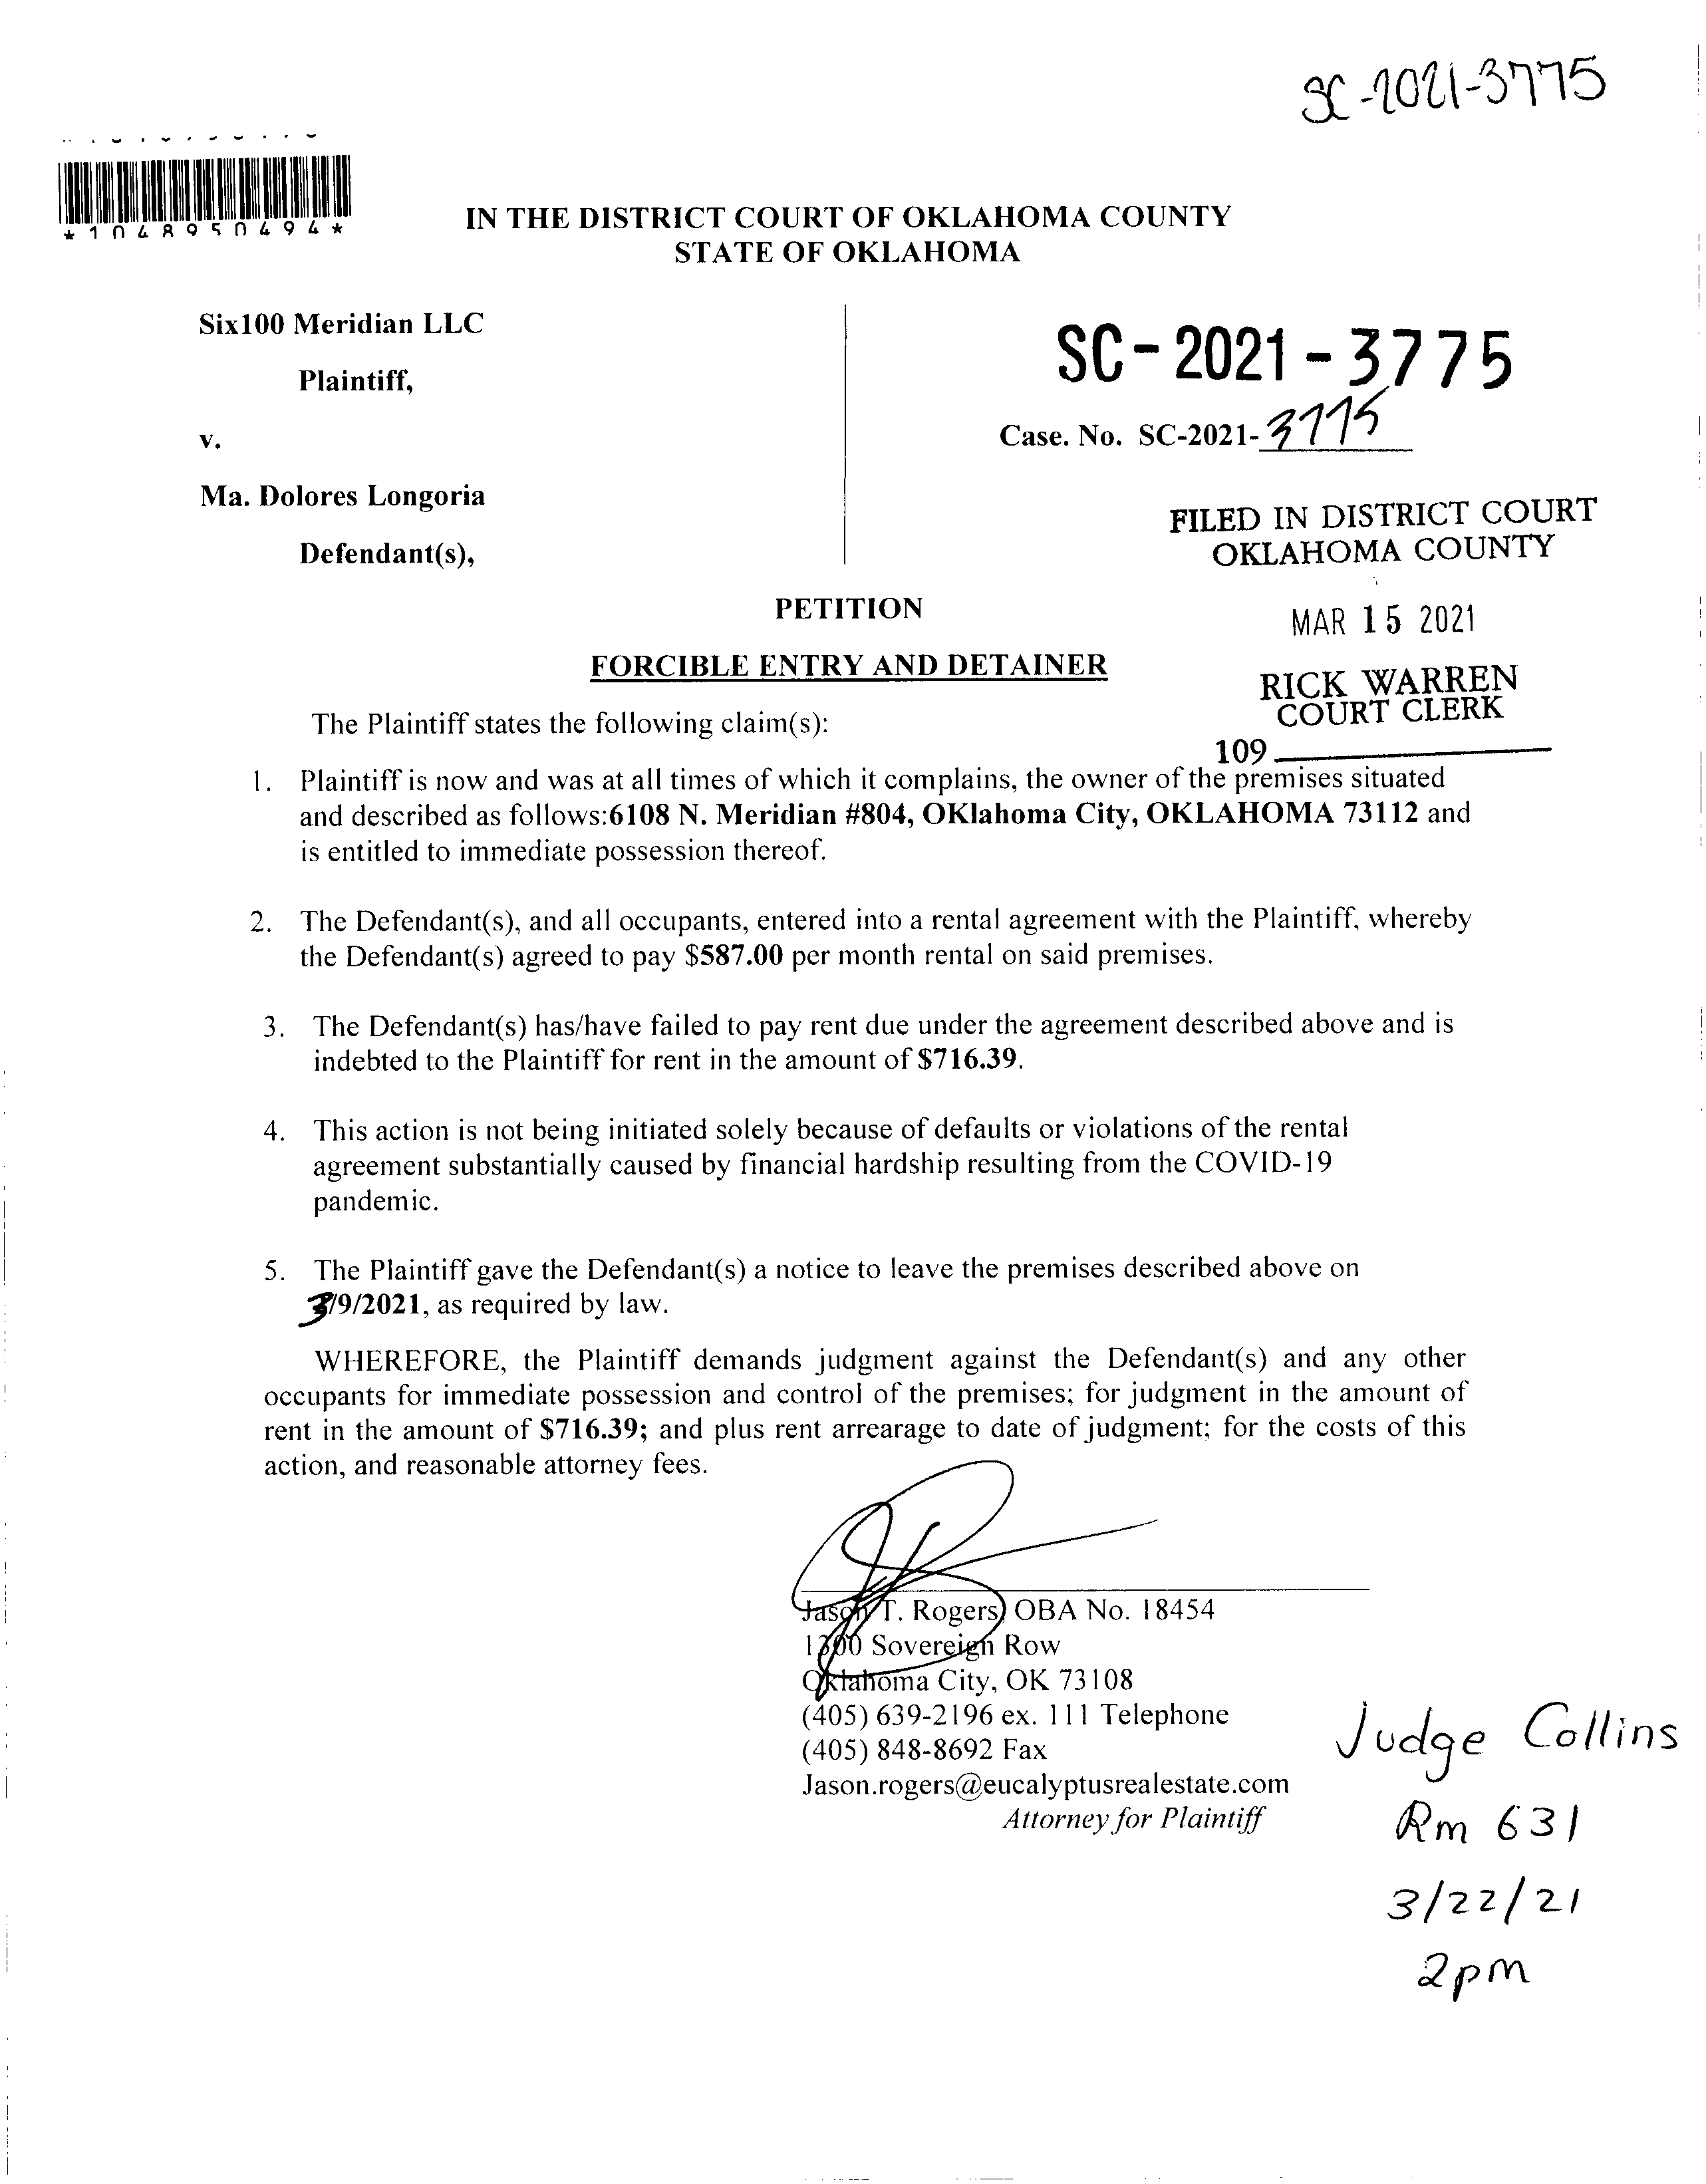 SC-2021-3775
*1048950494*
IN THE DISTRICT COURT OF OKLAHOMA COUNTY
STATE OF OKLAHOMA
Six100 Meridian LLC
Plaintiff,
v.
Ma. Dolores Longoria
Defendant(s),
SC-2021-3775
Case. No. SC-2021-3775
FILED IN DISTRICT COURT
OKLAHOMA COUNTY
MAR 15 2021
RICK WARREN
COURT CLERK
109
PETITION
FORCIBLE ENTRY AND DETAINER
The Plaintiff states the following claim(s):
1. Plaintiff is now and was at all times of which it complains, the owner of the premises situated
and described as follows:6108 N. Meridian #804, OKlahoma City, OKLAHOMA 73112 and
is entitled to immediate possession thereof.
2. The Defendant(s), and all occupants, entered into a rental agreement with the Plaintiff, whereby
the Defendant(s) agreed to pay $587.00 per month rental on said premises.
3. The Defendant(s) has/have failed to pay rent due under the agreement described above and is
indebted to the Plaintiff for rent in the amount of $716.39.
4. This action is not being initiated solely because of defaults or violations of the rental
agreement substantially caused by financial hardship resulting from the COVID-19
pandemic.
5. The Plaintiff gave the Defendant(s) a notice to leave the premises described above on
3/9/2021, as required by law.
WHEREFORE, the Plaintiff demands judgment against the Defendant(s) and any other
occupants for immediate possession and control of the premises; for judgment in the amount of
rent in the amount of $716.39; and plus rent arrearage to date of judgment; for the costs of this
action, and reasonable attorney fees.
Jason T. Rogers, OBA No. 18454
1300 Sovereign Row
Oklahoma City, OK 73108
(405) 639-2196 ex. 111 Telephone
(405) 848-8692 Fax
Jason.rogers@eucalyptusrealestate.com
Attorney for Plaintiff
Judge Collins
Rm 631
3/22/21
2pm